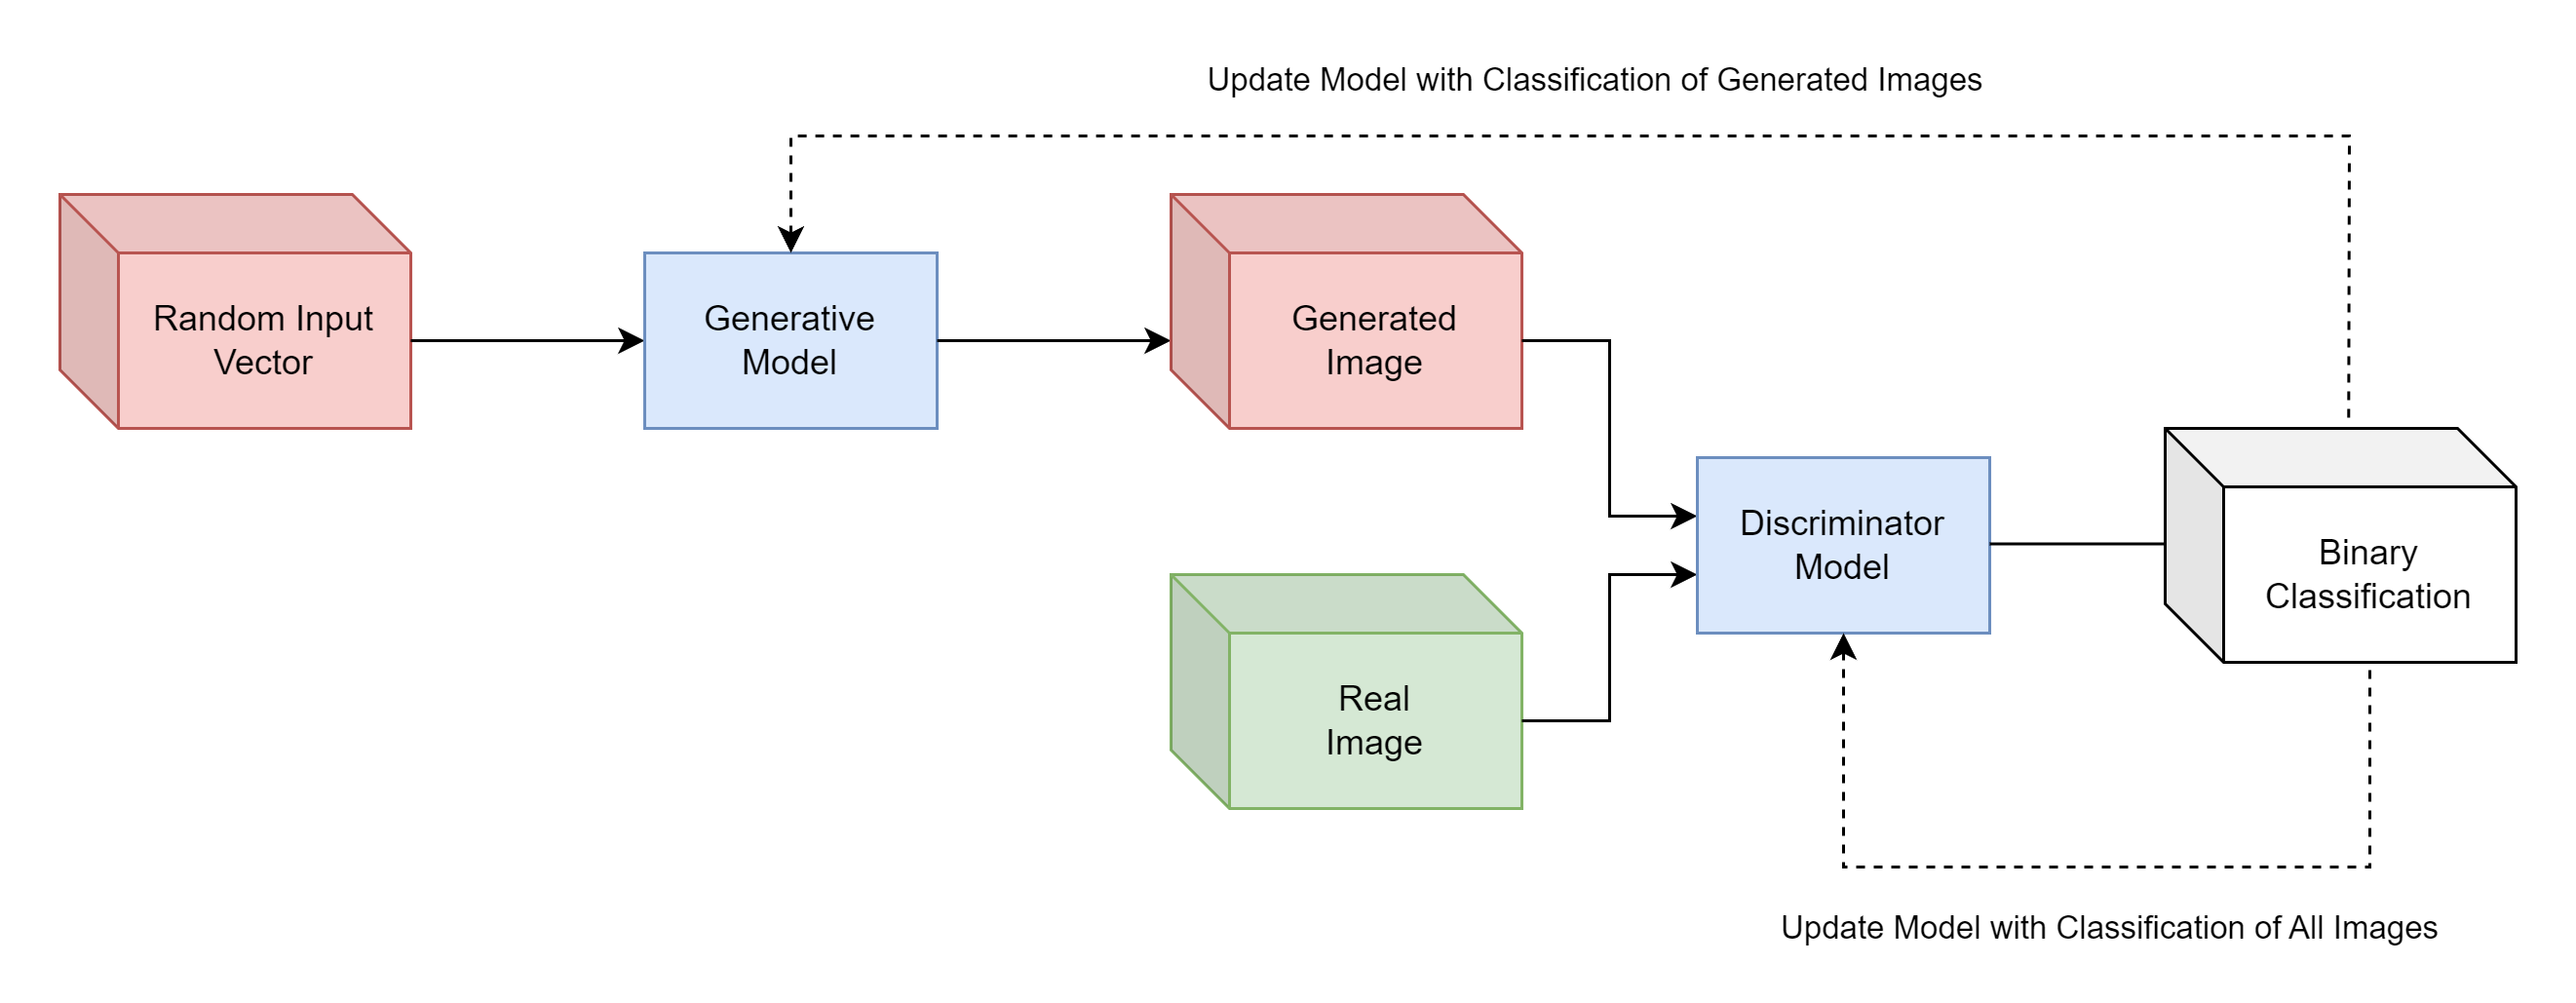 Update Model with Classification of Generated Images
Random Input
Vector
Generative
Model
Generated
Image
Discriminator
Model
Binary
Classification
Real
Image
Update Model with Classification of All Images